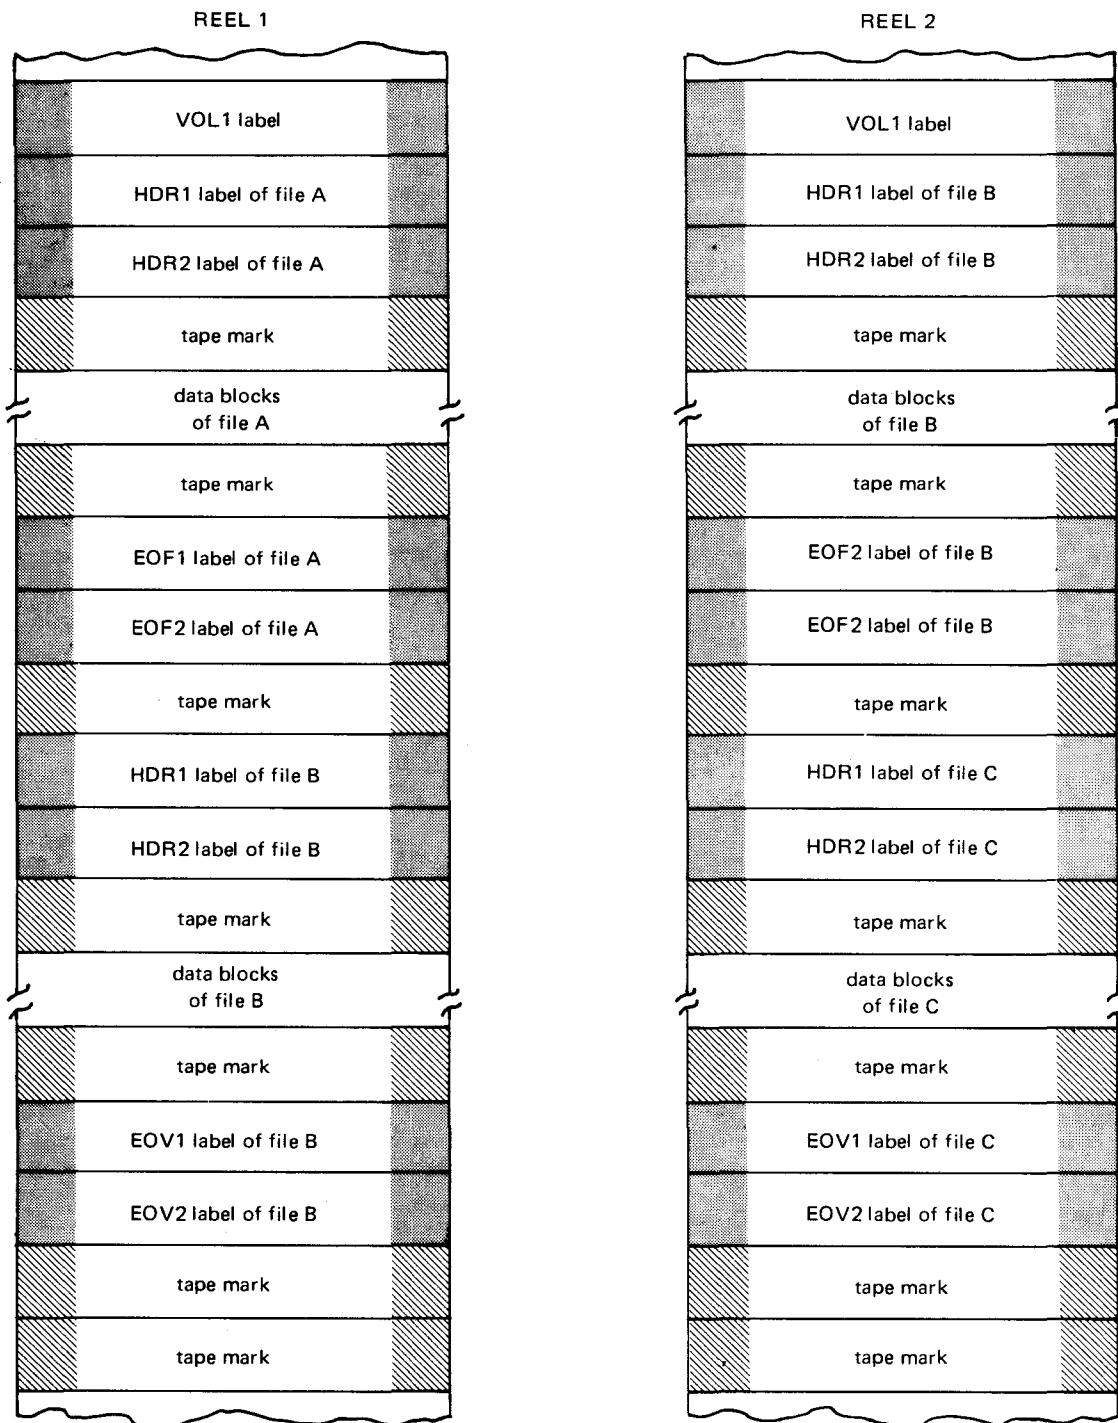 REEL 1
VOL1 label
HDR1 label of file A
HDR2 label of file A
tape mark
data blocks
of file A
tape mark
EOF1 label of file A
EOF2 label of file A
tape mark
HDR1 label of file B
HDR2 label of file B
tape mark
data blocks
of file B
tape mark
EOV1 label of file B
EOV2 label of file B
tape mark
tape mark
REEL 2
VOL1 label
HDR1 label of file B
HDR2 label of file B
tape mark
data blocks
of file B
tape mark
EOF2 label of file B
EOF2 label of file B
tape mark
HDR1 label of file C
HDR2 label of file C
tape mark
data blocks
of file C
tape mark
EOV1 label of file C
EOV2 label of file C
tape mark
tape mark